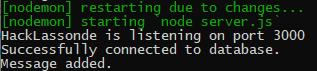 [nodemon] restarting due to changes...
[nodemon] starting `node server.js`
HackLassonde is listening on port 3000
Successfully connected to database.
Message added.